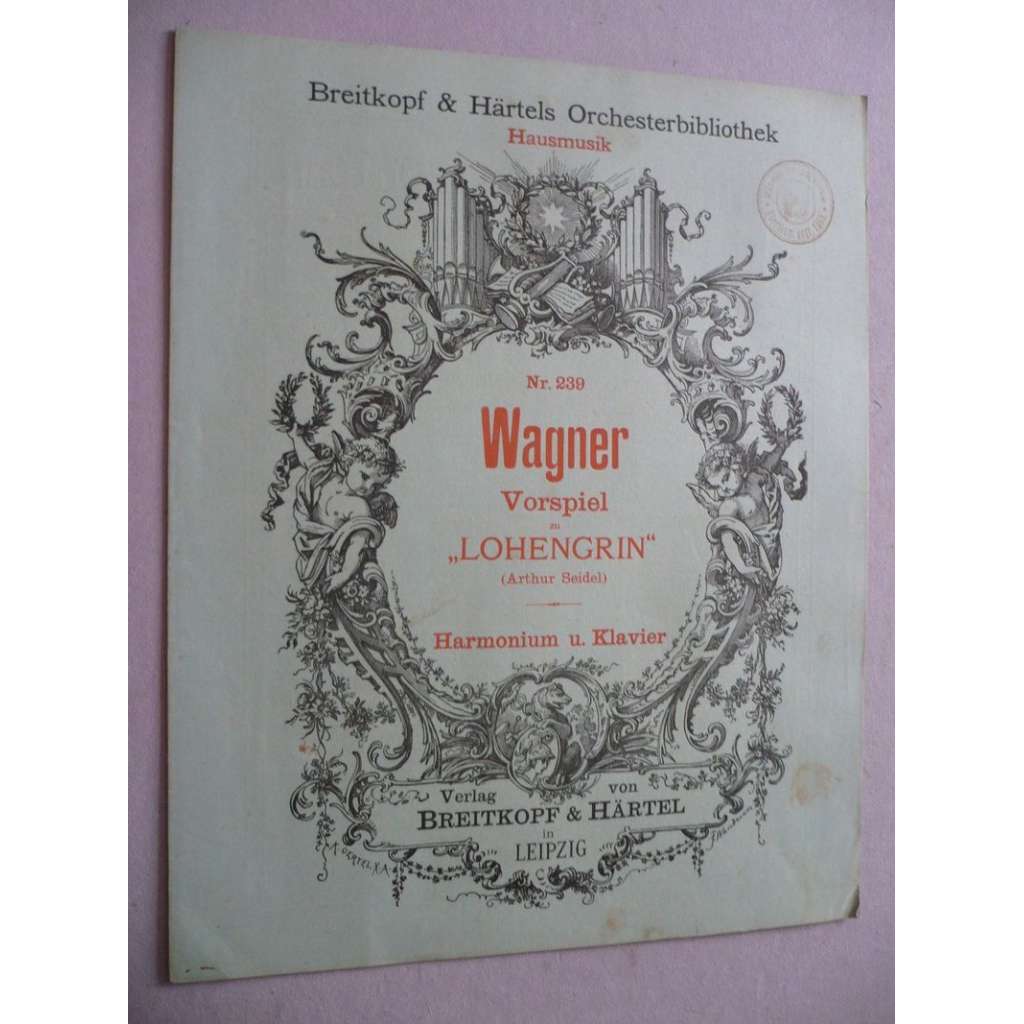 Breitkopf & Härtels Orchesterbibliothek
Hausmusik
Nr. 239
Wagner
Vorspiel
zu
„LOHENGRIN“
(Arthur Seidel)
Harmonium u. Klavier
Verlag von
BREITKOPF & HÄRTEL
in
LEIPZIG